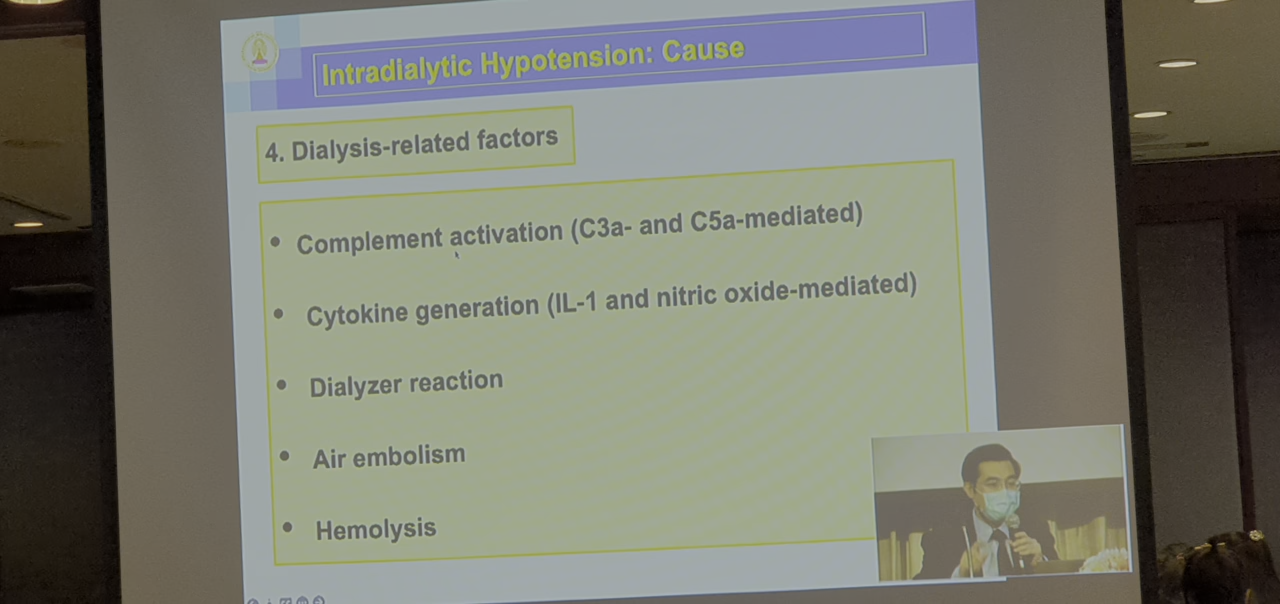 Intradialytic Hypotension: Cause
4. Dialysis-related factors
• Complement activation (C3a- and C5a-mediated)
• Cytokine generation (IL-1 and nitric oxide-mediated)
• Dialyzer reaction
• Air embolism
• Hemolysis